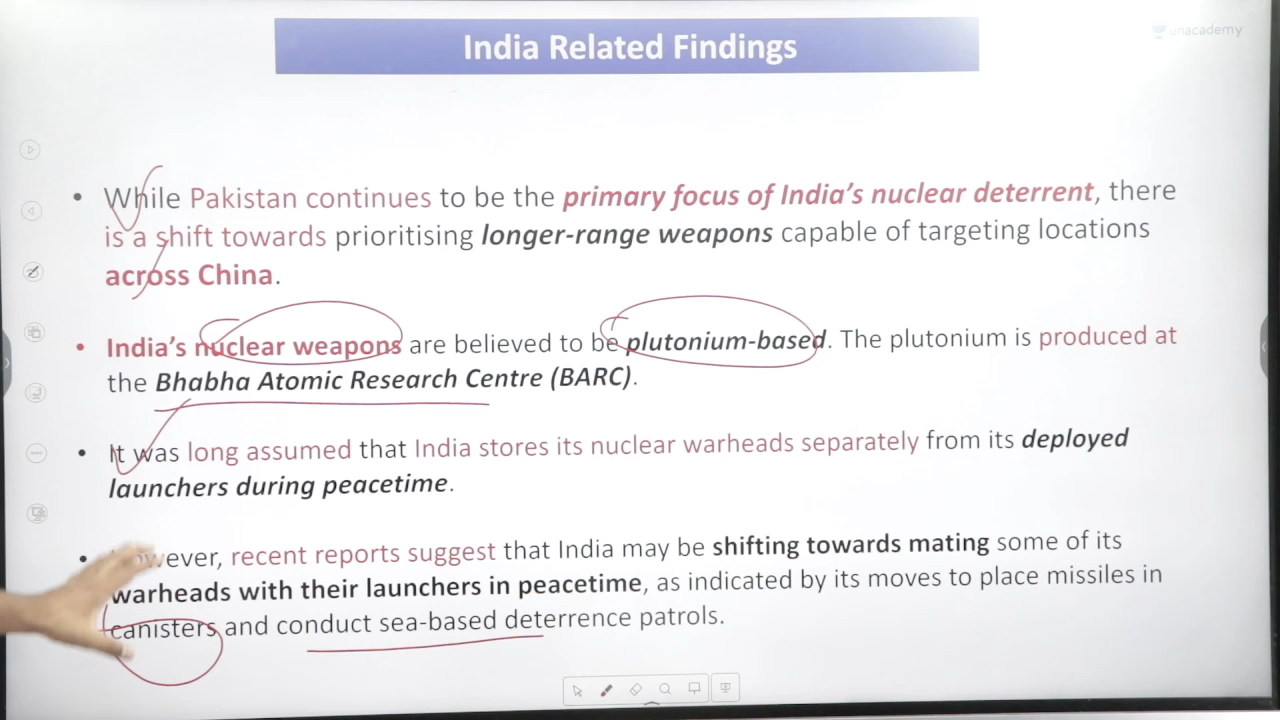 India Related Findings
unacademy
• While Pakistan continues to be the primary focus of India's nuclear deterrent, there
is a shift towards prioritising longer-range weapons capable of targeting locations
across China.
• India's nuclear weapons are believed to be plutonium-based. The plutonium is produced at
the Bhabha Atomic Research Centre (BARC).
• It was long assumed that India stores its nuclear warheads separately from its deployed
launchers during peacetime.
• However, recent reports suggest that India may be shifting towards mating some of its
warheads with their launchers in peacetime, as indicated by its moves to place missiles in
canisters and conduct sea-based deterrence patrols.